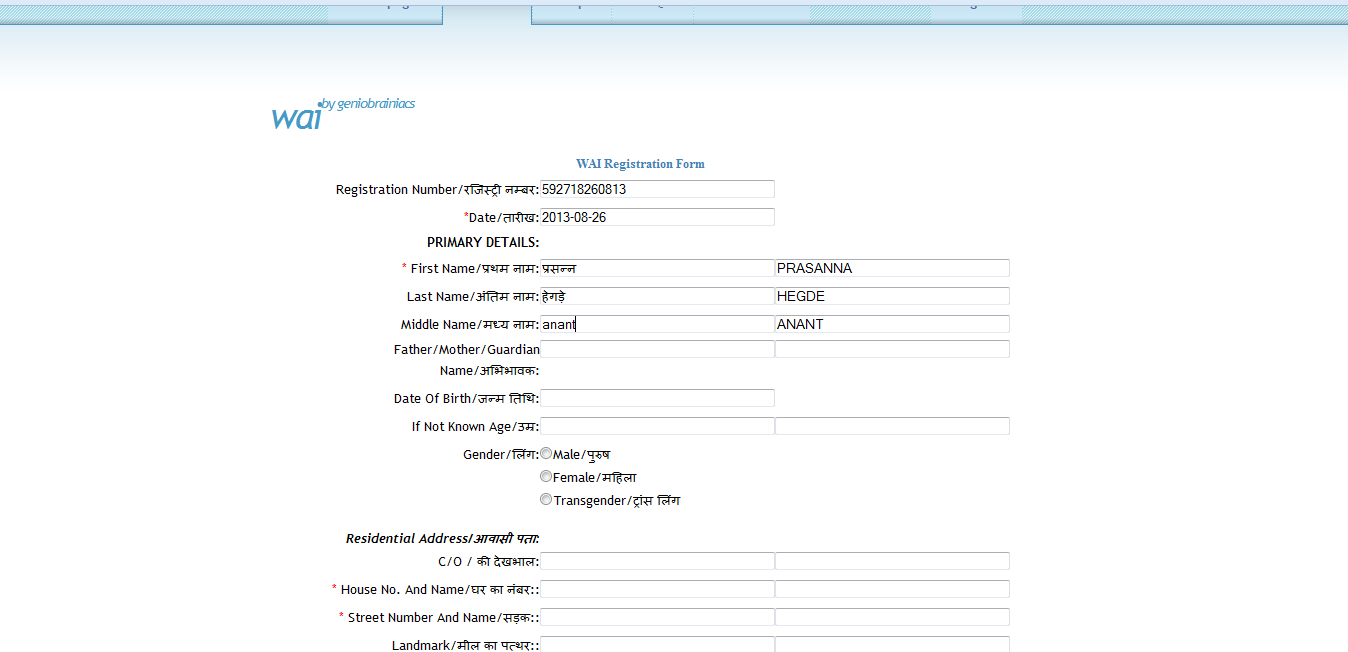 wai by geniobrainiacs
WAI Registration Form
Registration Number/रजिस्ट्री नम्बर: 592718260813
*Date/तारीख: 2013-08-26
PRIMARY DETAILS:
* First Name/प्रथम नाम: प्रसन्न PRASANNA
Last Name/अंतिम नाम: हेगड़े HEGDE
Middle Name/मध्य नाम: anant ANANT
Father/Mother/Guardian
Name/अभिभावक:
Date Of Birth/जन्म तिथि:
If Not Known Age/उम्र:
Gender/लिंग: Male/पुरुष
Female/महिला
Transgender/ट्रांस लिंग
Residential Address/आवासी पता:
C/O / की देखभाल:
* House No. And Name/घर का नंबर::
* Street Number And Name/सड़क::
Landmark/मील का पत्थर::